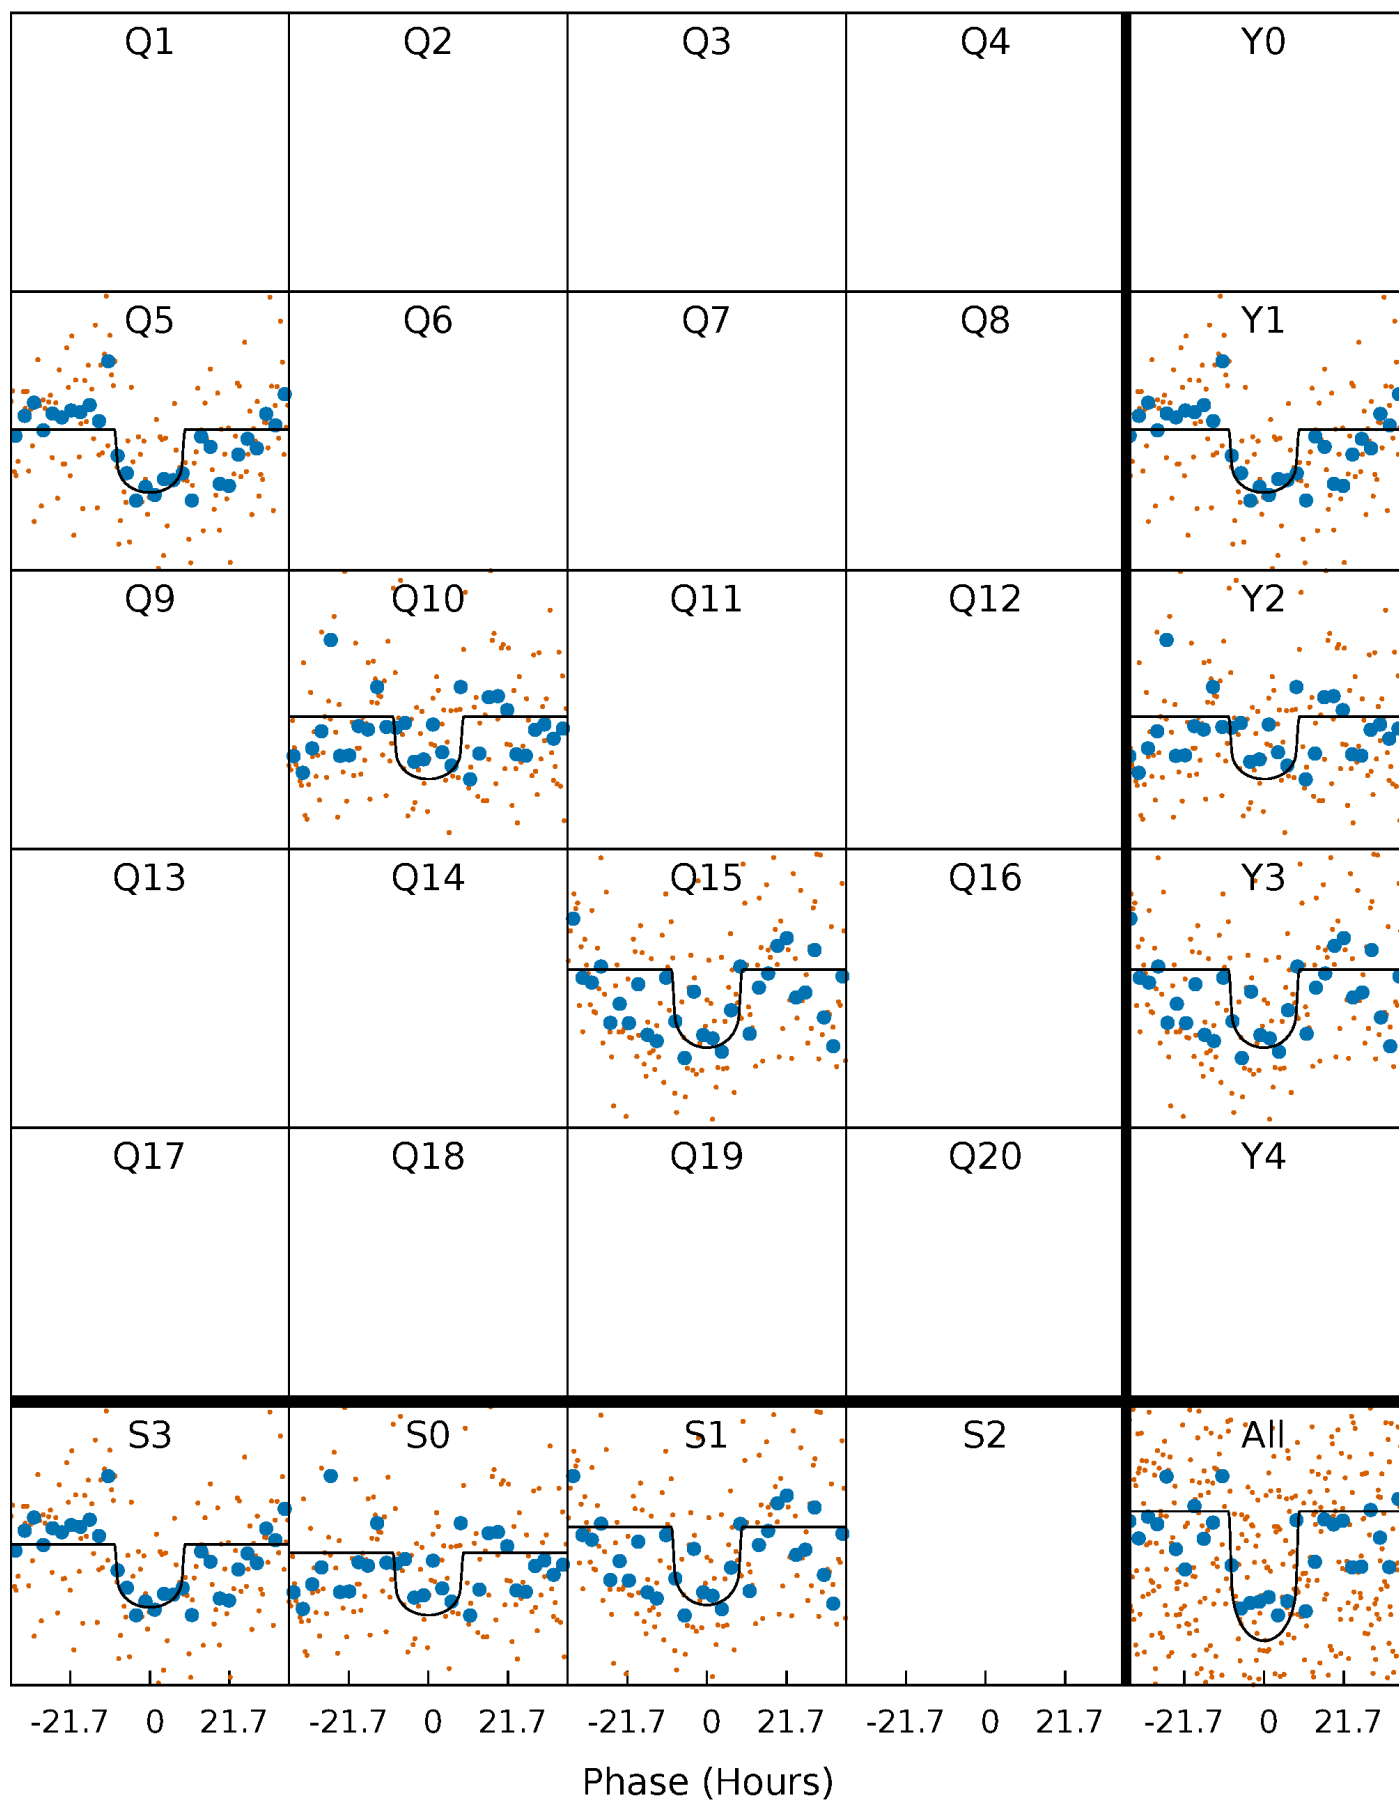 Q1 Q2 Q3 Q4 Y0
Q5 Q6 Q7 Q8 Y1
Q9 Q10 Q11 Q12 Y2
Q13 Q14 Q15 Q16 Y3
Q17 Q18 Q19 Q20 Y4
S3 S0 S1 S2 All
-21.7 0 21.7 -21.7 0 21.7 -21.7 0 21.7 -21.7 0 21.7 -21.7 0 21.7
Phase (Hours)